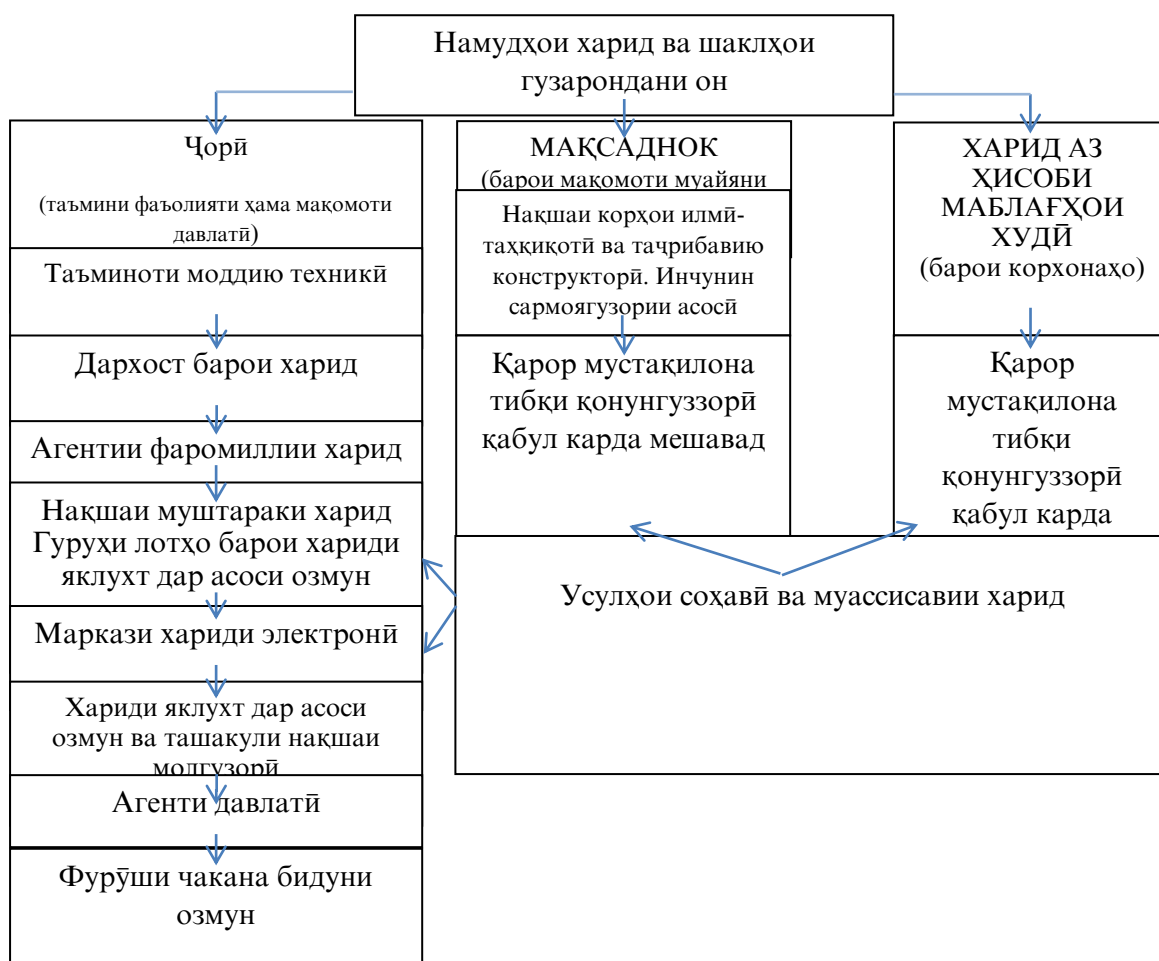 Намудҳои харид ва шаклҳои
гузарондани он
Ҷорӣ
(таъмини фаъолияти ҳама мақомоти
давлатӣ)
Таъминоти моддию техникӣ
Дархост барои харид
Агентии фаромиллии харид
Нақшаи муштараки харид
Гуруҳи лотҳо барои хариди
яклухт дар асоси озмун
Маркази хариди электронӣ
Хариди яклухт дар асоси
озмун ва ташакули нақшаи
молгузорӣ
Агенти давлатӣ
Фурӯши чакана бидуни
озмун
МАҚСАДНОК
(барои мақомоти муайяни
Нақшаи корҳои илмӣ-
таҳқиқотӣ ва таҷрибавию
конструкторӣ. Инчунин
сармоягузории асосӣ
Қарор мустақилона
тибқи қонунгуззорӣ
қабул карда мешавад
ХАРИД АЗ
ҲИСОБИ
МАБЛАҒҲОИ
ХУДӢ
(барои корхонаҳо)
Қарор
мустақилона
тибқи
қонунгуззорӣ
қабул карда
Усулҳои соҳавӣ ва муассисавии харид